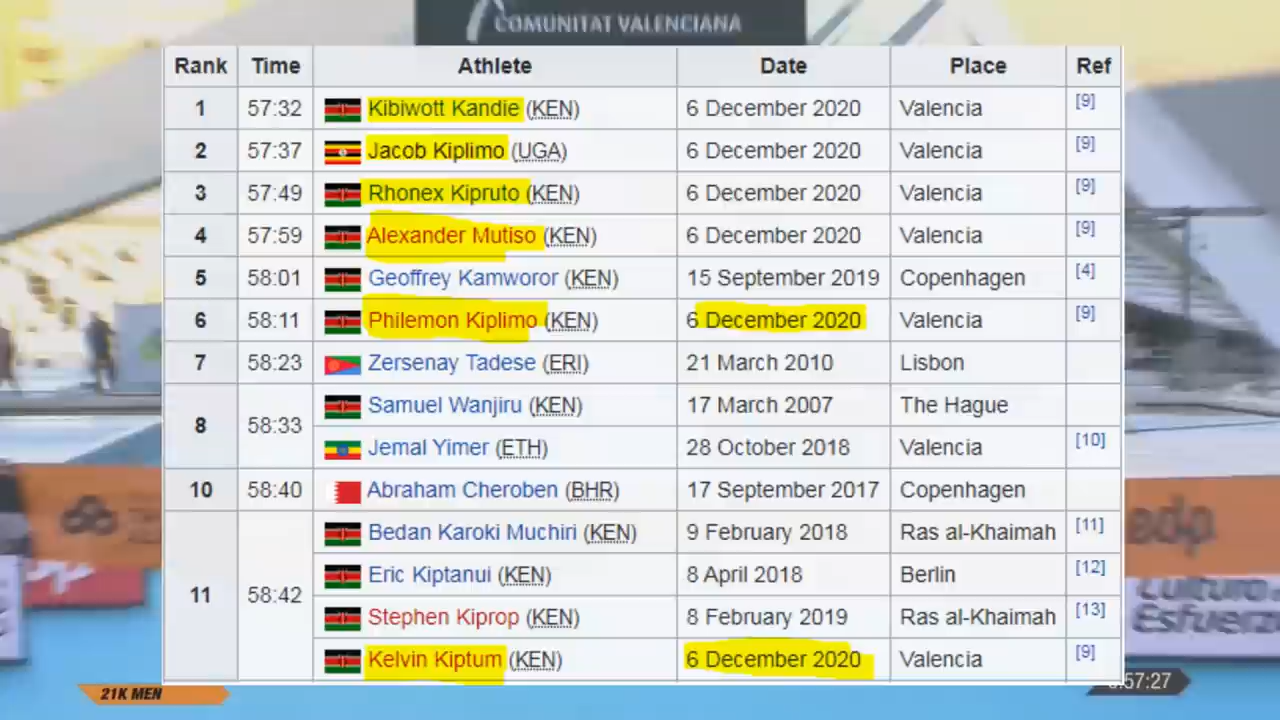 COMUNITAT VALENCIANA
Rank Time Athlete Date Place Ref
1 57:32 Kibiwott Kandie (KEN) 6 December 2020 Valencia [9]
2 57:37 Jacob Kiplimo (UGA) 6 December 2020 Valencia [9]
3 57:49 Rhonex Kipruto (KEN) 6 December 2020 Valencia [9]
4 57:59 Alexander Mutiso (KEN) 6 December 2020 Valencia [9]
5 58:01 Geoffrey Kamworor (KEN) 15 September 2019 Copenhagen [4]
6 58:11 Philemon Kiplimo (KEN) 6 December 2020 Valencia [9]
7 58:23 Zersenay Tadese (ERI) 21 March 2010 Lisbon
8 58:33 Samuel Wanjiru (KEN) 17 March 2007 The Hague
Jemal Yimer (ETH) 28 October 2018 Valencia [10]
10 58:40 Abraham Cheroben (BHR) 17 September 2017 Copenhagen
11 58:42 Bedan Karoki Muchiri (KEN) 9 February 2018 Ras al-Khaimah [11]
Eric Kiptanui (KEN) 8 April 2018 Berlin [12]
Stephen Kiprop (KEN) 8 February 2019 Ras al-Khaimah [13]
Kelvin Kiptum (KEN) 6 December 2020 Valencia [9]
edp
21K MEN
:57:27